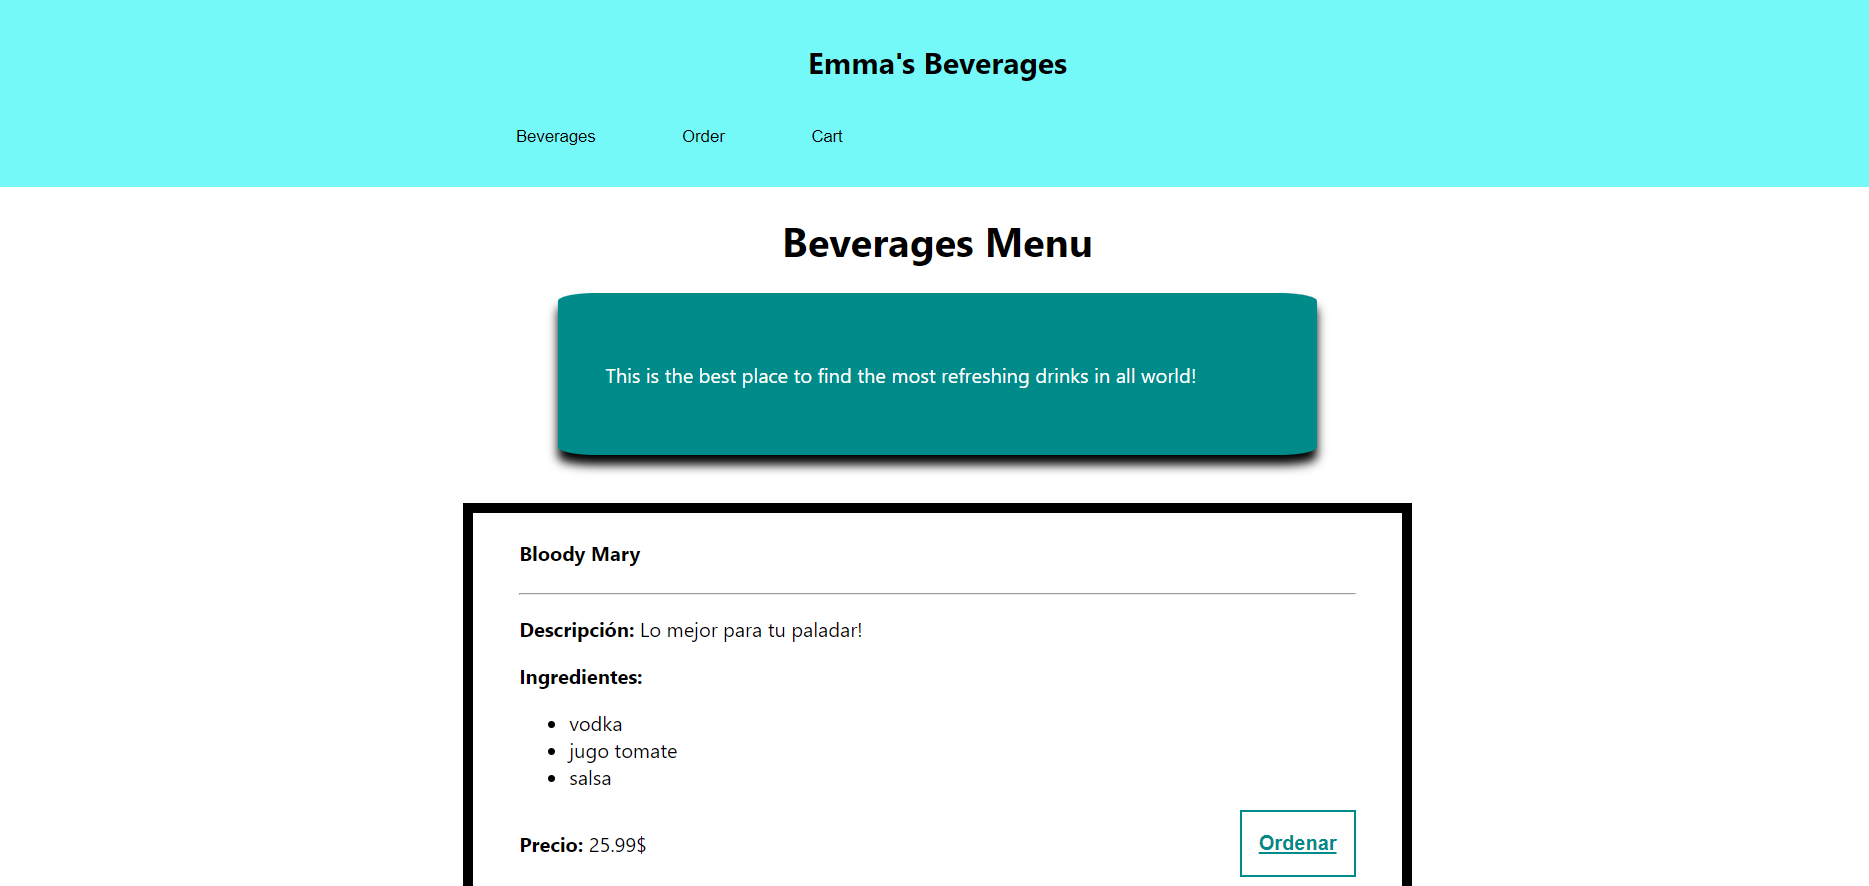 Emma's Beverages
Beverages Order Cart
Beverages Menu
This is the best place to find the most refreshing drinks in all world!
Bloody Mary
Descripción: Lo mejor para tu paladar!
Ingredientes:
vodka
jugo tomate
salsa
Precio: 25.99$
Ordenar